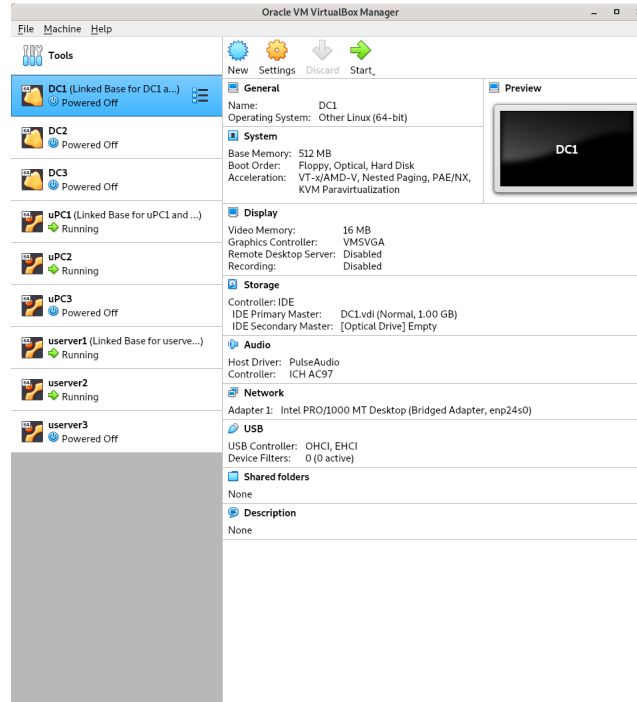 Oracle VM VirtualBox Manager
File Machine Help
Tools
New Settings Discard Start
DC1 (Linked Base for DC1 a...)
Powered Off
DC2
Powered Off
DC3
Powered Off
uPC1 (Linked Base for uPC1 and ...)
Running
uPC2
Running
uPC3
Powered Off
userver1 (Linked Base for userve...)
Running
userver2
Running
userver3
Powered Off
General
Name: DC1
Operating System: Other Linux (64-bit)
System
Base Memory: 512 MB
Boot Order: Floppy, Optical, Hard Disk
Acceleration: VT-x/AMD-V, Nested Paging, PAE/NX,
KVM Paravirtualization
Preview
DC1
Display
Video Memory: 16 MB
Graphics Controller: VMSVGA
Remote Desktop Server: Disabled
Recording: Disabled
Storage
Controller: IDE
IDE Primary Master: DC1.vdi (Normal, 1.00 GB)
IDE Secondary Master: [Optical Drive] Empty
Audio
Host Driver: PulseAudio
Controller: ICH AC97
Network
Adapter 1: Intel PRO/1000 MT Desktop (Bridged Adapter, enp24s0)
USB
USB Controller: OHCI, EHCI
Device Filters: 0 (0 active)
Shared folders
None
Description
None